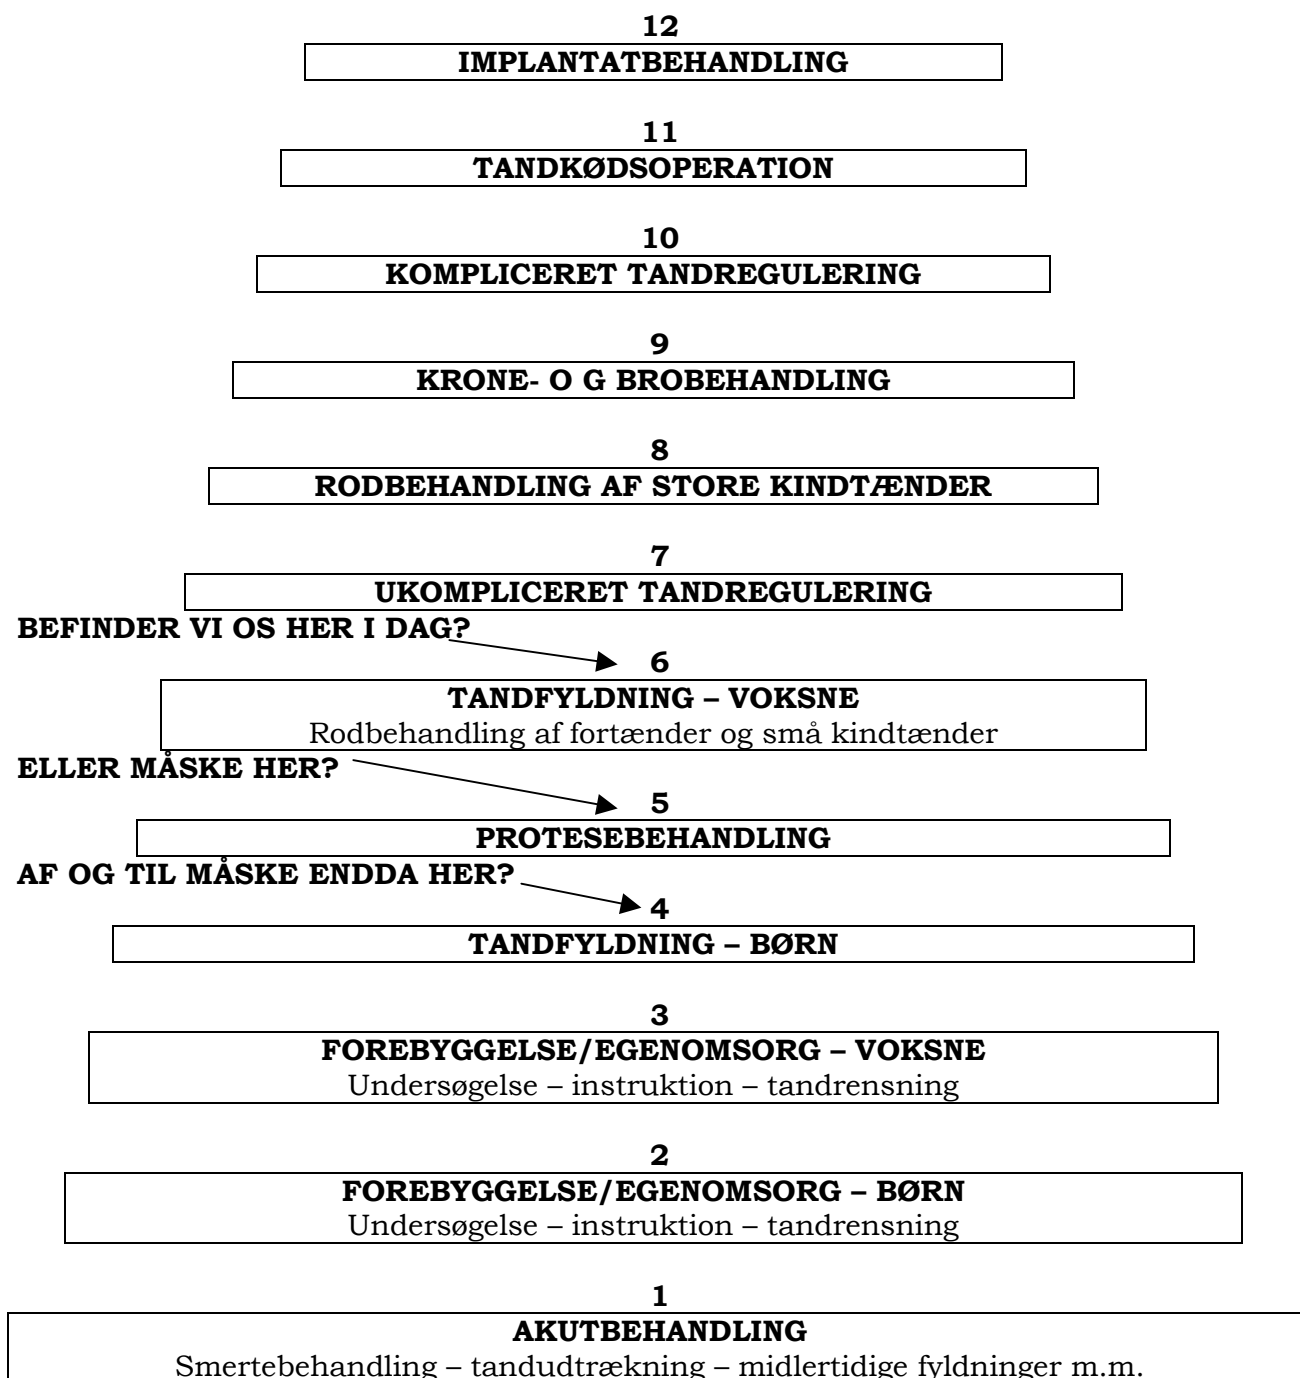 12
IMPLANTATBEHANDLING
11
TANDKØDSOPERATION
10
KOMPLICERET TANDREGULERING
9
KRONE- O G BROBEHANDLING
8
RODBEHANDLING AF STORE KINDTÆNDER
7
UKOMPLICERET TANDREGULERING
BEFINDER VI OS HER I DAG?
6
TANDFYLDNING – VOKSNE
Rodbehandling af fortænder og små kindtænder
ELLER MÅSKE HER?
5
PROTESEBEHANDLING
AF OG TIL MÅSKE ENDDA HER?
4
TANDFYLDNING – BØRN
3
FOREBYGGELSE/EGENOMSORG – VOKSNE
Undersøgelse – instruktion – tandrensning
2
FOREBYGGELSE/EGENOMSORG – BØRN
Undersøgelse – instruktion – tandrensning
1
AKUTBEHANDLING
Smertebehandling – tandudtrækning – midlertidige fyldninger m.m.